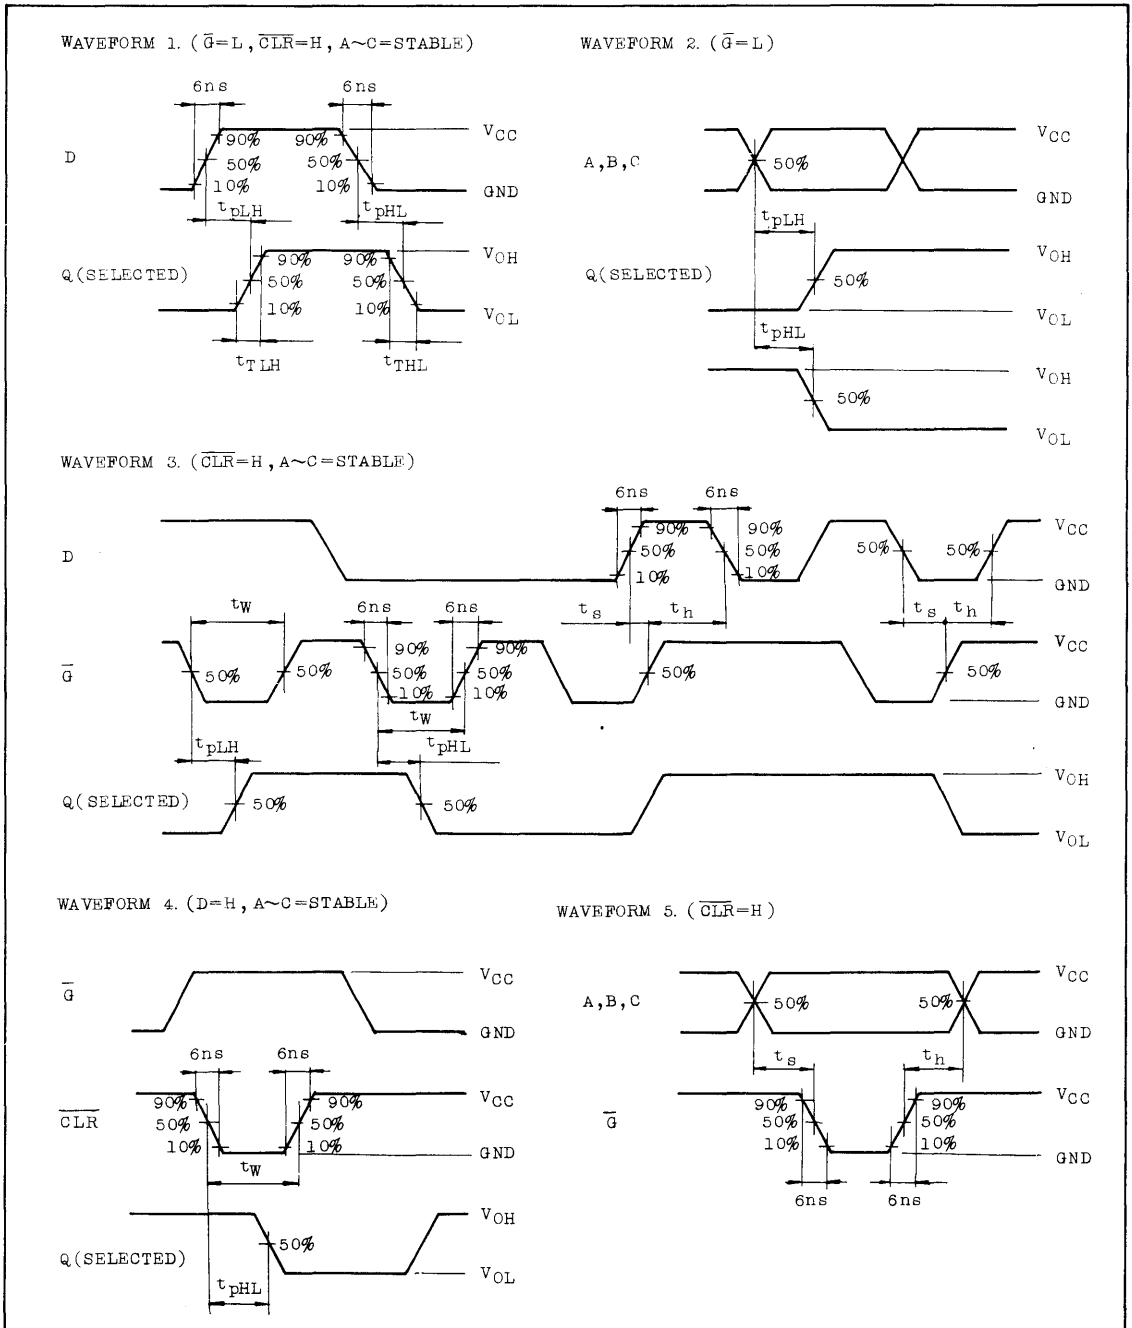 WAVEFORM 1. (G̅=L, C̅L̅R̅=H, A~C=STABLE)
6ns 6ns
VCC
90% 90%
D
50% 50%
10% 10%
GND
tpLH tpHL
VOH
90% 90%
Q(SELECTED)
50% 50%
10% 10%
VOL
tTLH tTHL
WAVEFORM 2. (G̅=L)
VCC
A,B,C
50%
GND
tpLH
VOH
Q(SELECTED)
50%
VOL
tpHL
VOH
50%
VOL
WAVEFORM 3. (C̅L̅R̅=H, A~C=STABLE)
6ns 6ns
VCC
90% 90%
D
50% 50% 50% 50%
10% 10%
GND
tW 6ns 6ns ts th ts th
VCC
90% 90%
G̅
50% 50% 50% 50% 50% 50%
10% 10%
GND
tW
tpLH tpHL
VOH
Q(SELECTED)
50% 50%
VOL
WAVEFORM 4. (D=H, A~C=STABLE)
VCC
G̅
GND
6ns 6ns
VCC
90% 90%
C̅L̅R̅
50% 50%
10% 10%
GND
tW
VOH
50%
Q(SELECTED)
VOL
tpHL
WAVEFORM 5. (C̅L̅R̅=H)
VCC
A,B,C
50% 50%
GND
ts th
VCC
90% 90%
G̅
50% 50%
10% 10%
GND
6ns 6ns